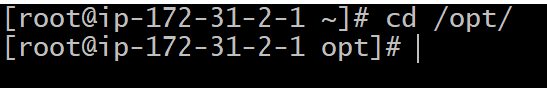 [root@ip-172-31-2-1 ~]# cd /opt/
[root@ip-172-31-2-1 opt]#